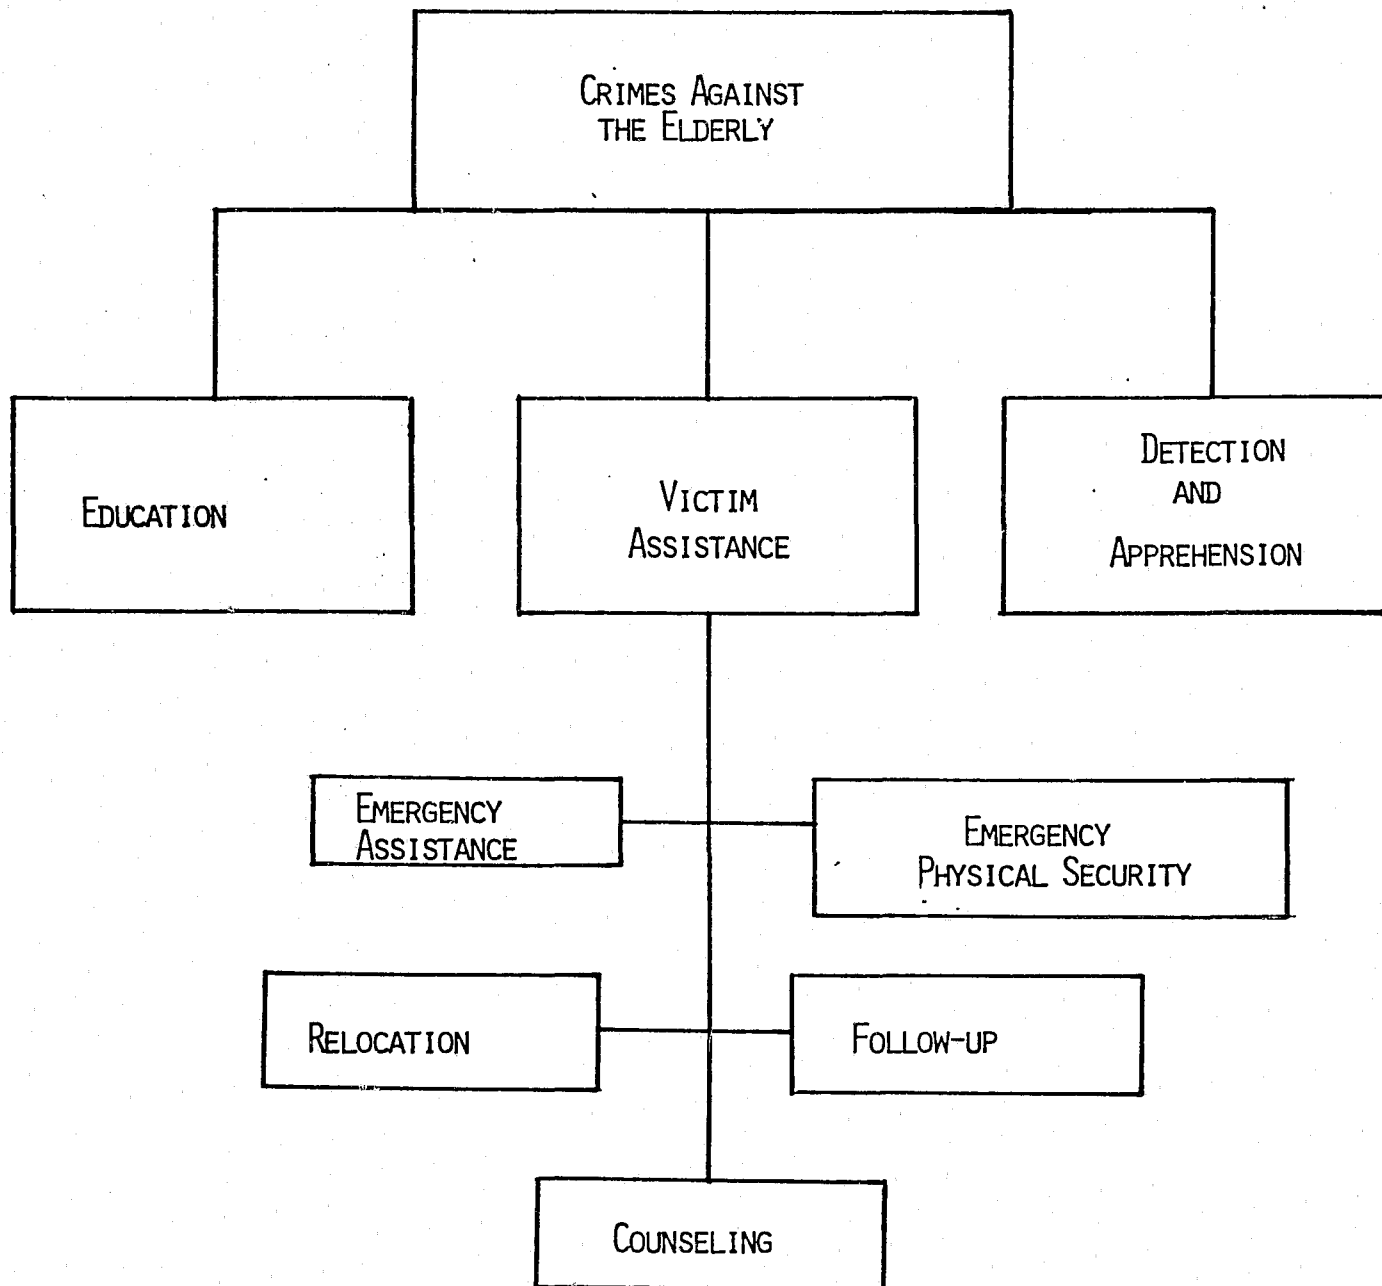 CRIMES AGAINST
THE ELDERLY
EDUCATION
VICTIM
ASSISTANCE
DETECTION
AND
APPREHENSION
EMERGENCY
ASSISTANCE
EMERGENCY
PHYSICAL SECURITY
RELOCATION
FOLLOW-UP
COUNSELING